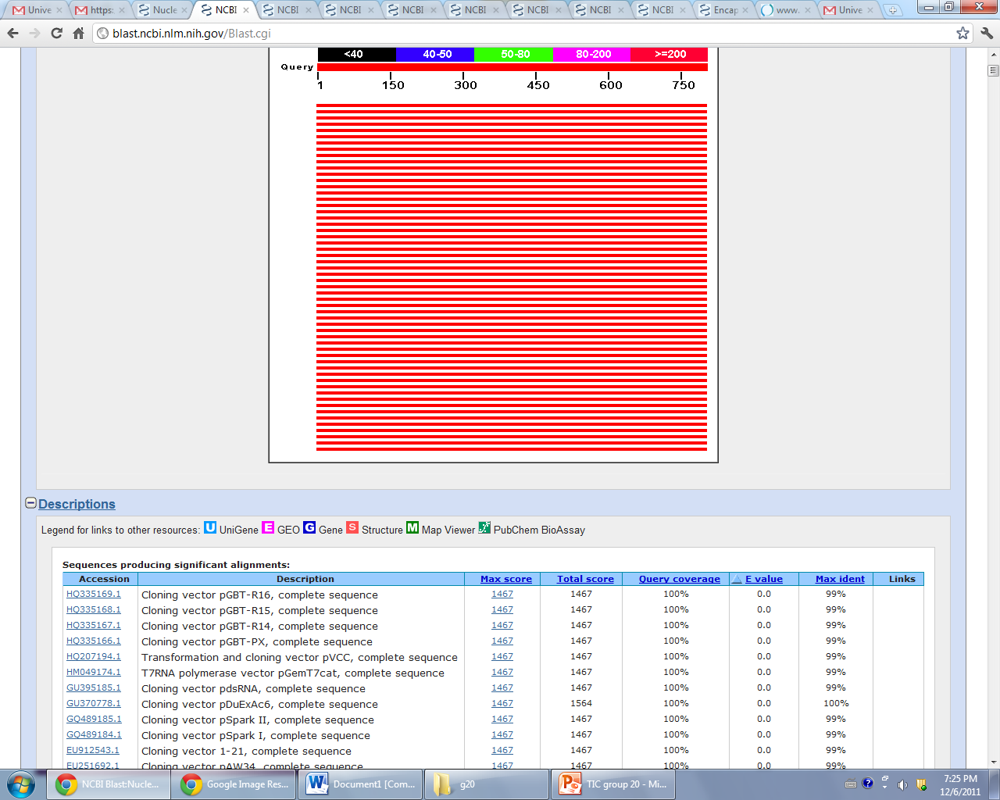 Unive
https:
Nucle
NCBI
NCBI
NCBI
NCBI
NCBI
NCBI
NCBI
NCBI
Encap
www.
Unive
blast.ncbi.nlm.nih.gov/Blast.cgi
<40 40-50 50-80 80-200 >=200
Query
1 150 300 450 600 750
Descriptions
Legend for links to other resources: U UniGene E GEO G Gene S Structure M Map Viewer PubChem BioAssay
Sequences producing significant alignments:
Accession Description Max score Total score Query coverage E value Max ident Links
HQ335169.1 Cloning vector pGBT-R16, complete sequence 1467 1467 100% 0.0 99%
HQ335168.1 Cloning vector pGBT-R15, complete sequence 1467 1467 100% 0.0 99%
HQ335167.1 Cloning vector pGBT-R14, complete sequence 1467 1467 100% 0.0 99%
HQ335166.1 Cloning vector pGBT-PX, complete sequence 1467 1467 100% 0.0 99%
HQ207194.1 Transformation and cloning vector pVCC, complete sequence 1467 1467 100% 0.0 99%
HM049174.1 T7RNA polymerase vector pGemT7cat, complete sequence 1467 1467 100% 0.0 99%
GU395185.1 Cloning vector pdsRNA, complete sequence 1467 1467 100% 0.0 99%
GU370778.1 Cloning vector pDuExAc6, complete sequence 1467 1564 100% 0.0 100%
GQ489185.1 Cloning vector pSpark II, complete sequence 1467 1467 100% 0.0 99%
GQ489184.1 Cloning vector pSpark I, complete sequence 1467 1467 100% 0.0 99%
EU912543.1 Cloning vector 1-21, complete sequence 1467 1467 100% 0.0 99%
EU251692.1 Cloning vector pAW34, complete sequence 1467 1467 100% 0.0 99%
NCBI Blast:Nucle...
Google Image Res...
Document1 [Com...
g20
TIC group 20 - Mi...
7:25 PM
12/6/2011